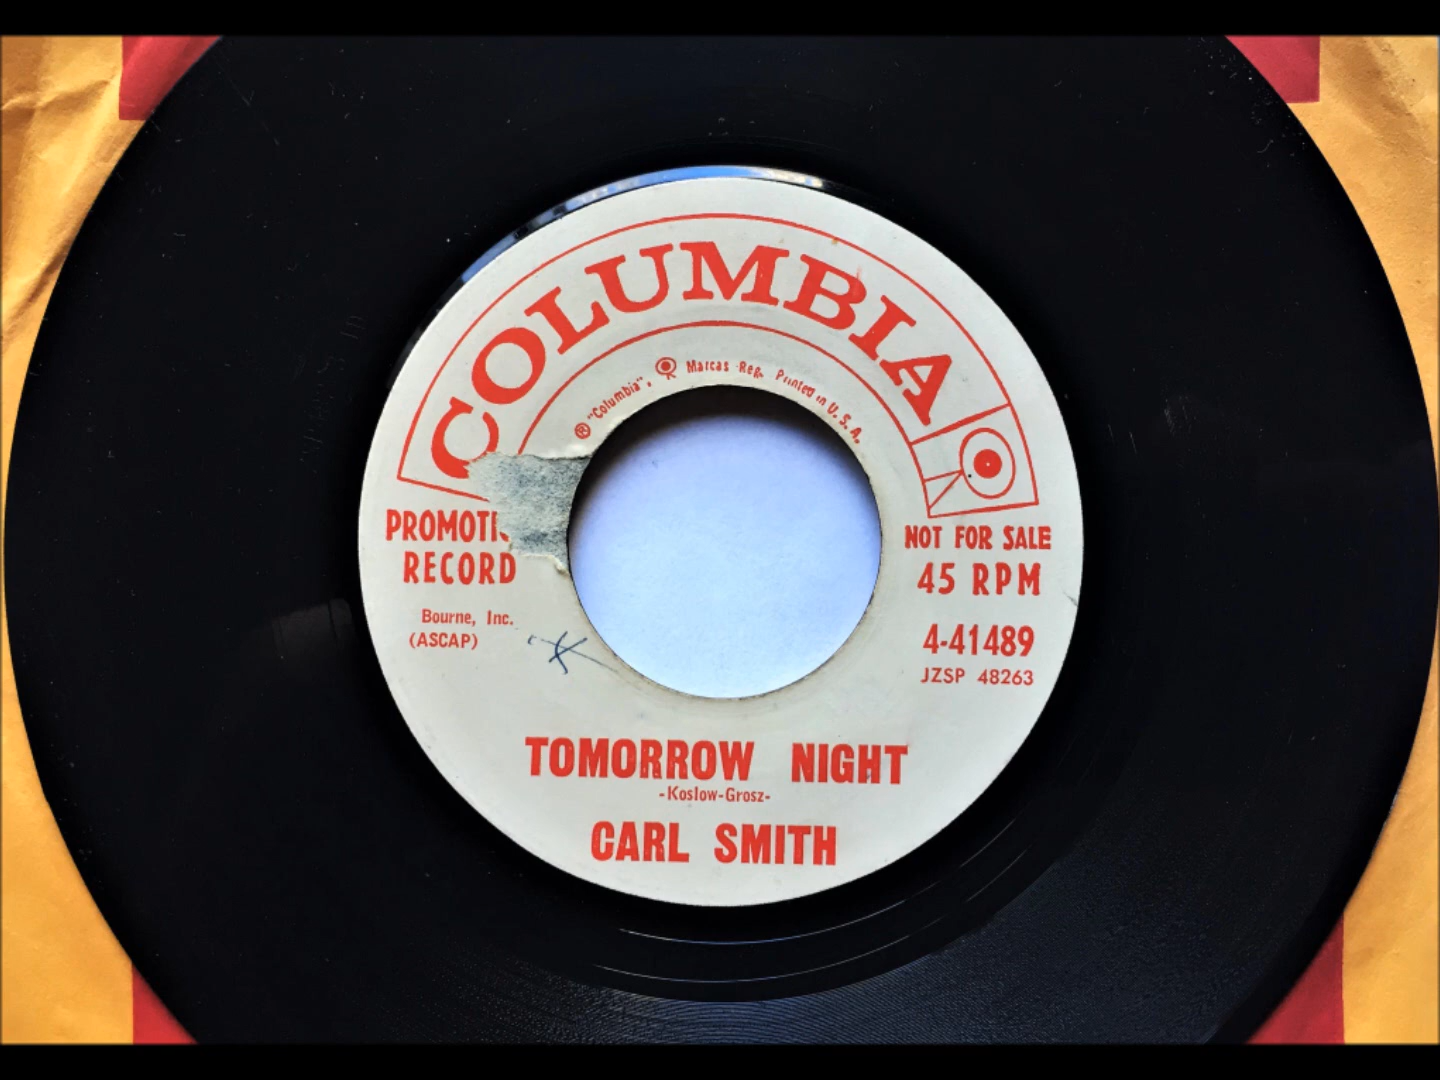 COLUMBIA
® "Columbia", Marcas Reg. Printed in U.S.A.
RECORD
NOT FOR SALE
45 RPM
Bourne, Inc.
(ASCAP)
4-41489
JZSP 48263
TOMORROW NIGHT
-Koslow-Grosz-
CARL SMITH